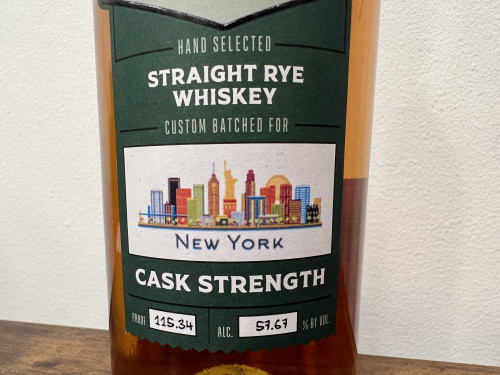 HAND SELECTED
STRAIGHT RYE
WHISKEY
CUSTOM BATCHED FOR
NEW YORK
CASK STRENGTH
PROOF 115.34 ALC. 57.67 % BY VOL.